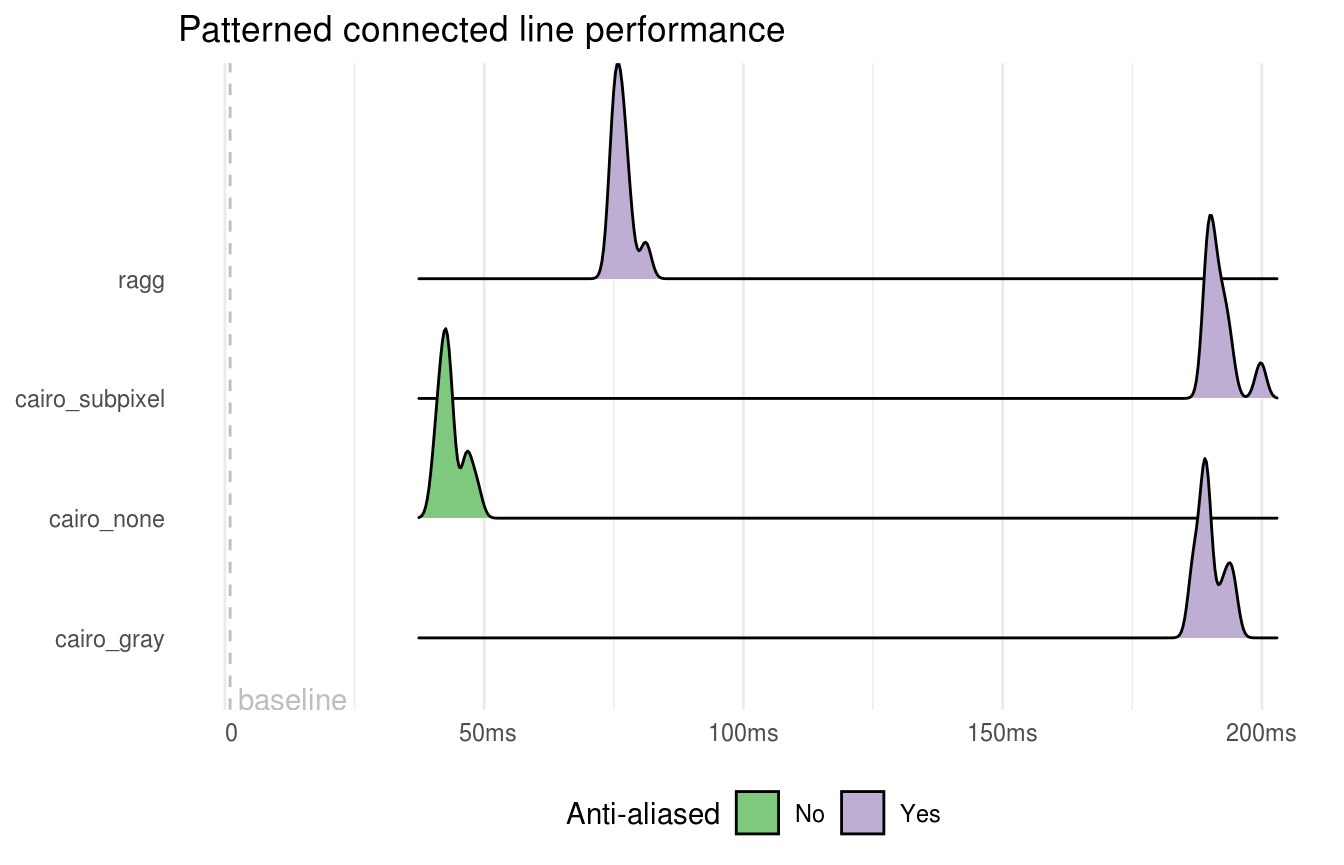 Patterned connected line performance
ragg
cairo_subpixel
cairo_none
cairo_gray
baseline
0 50ms 100ms 150ms 200ms
Anti-aliased No Yes